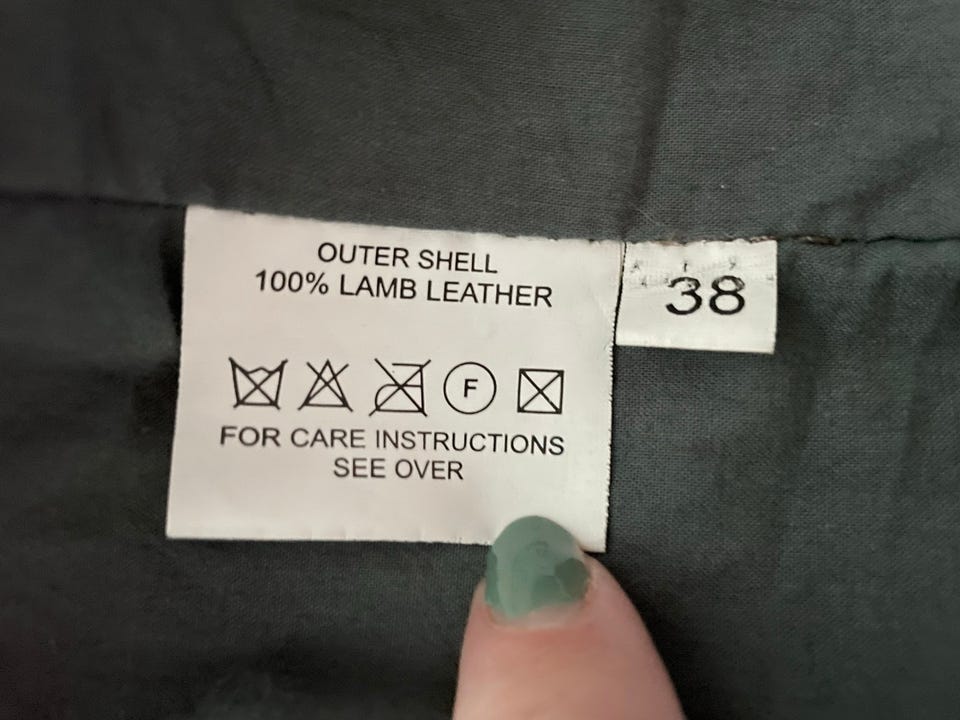 OUTER SHELL
100% LAMB LEATHER
F
FOR CARE INSTRUCTIONS
SEE OVER
38